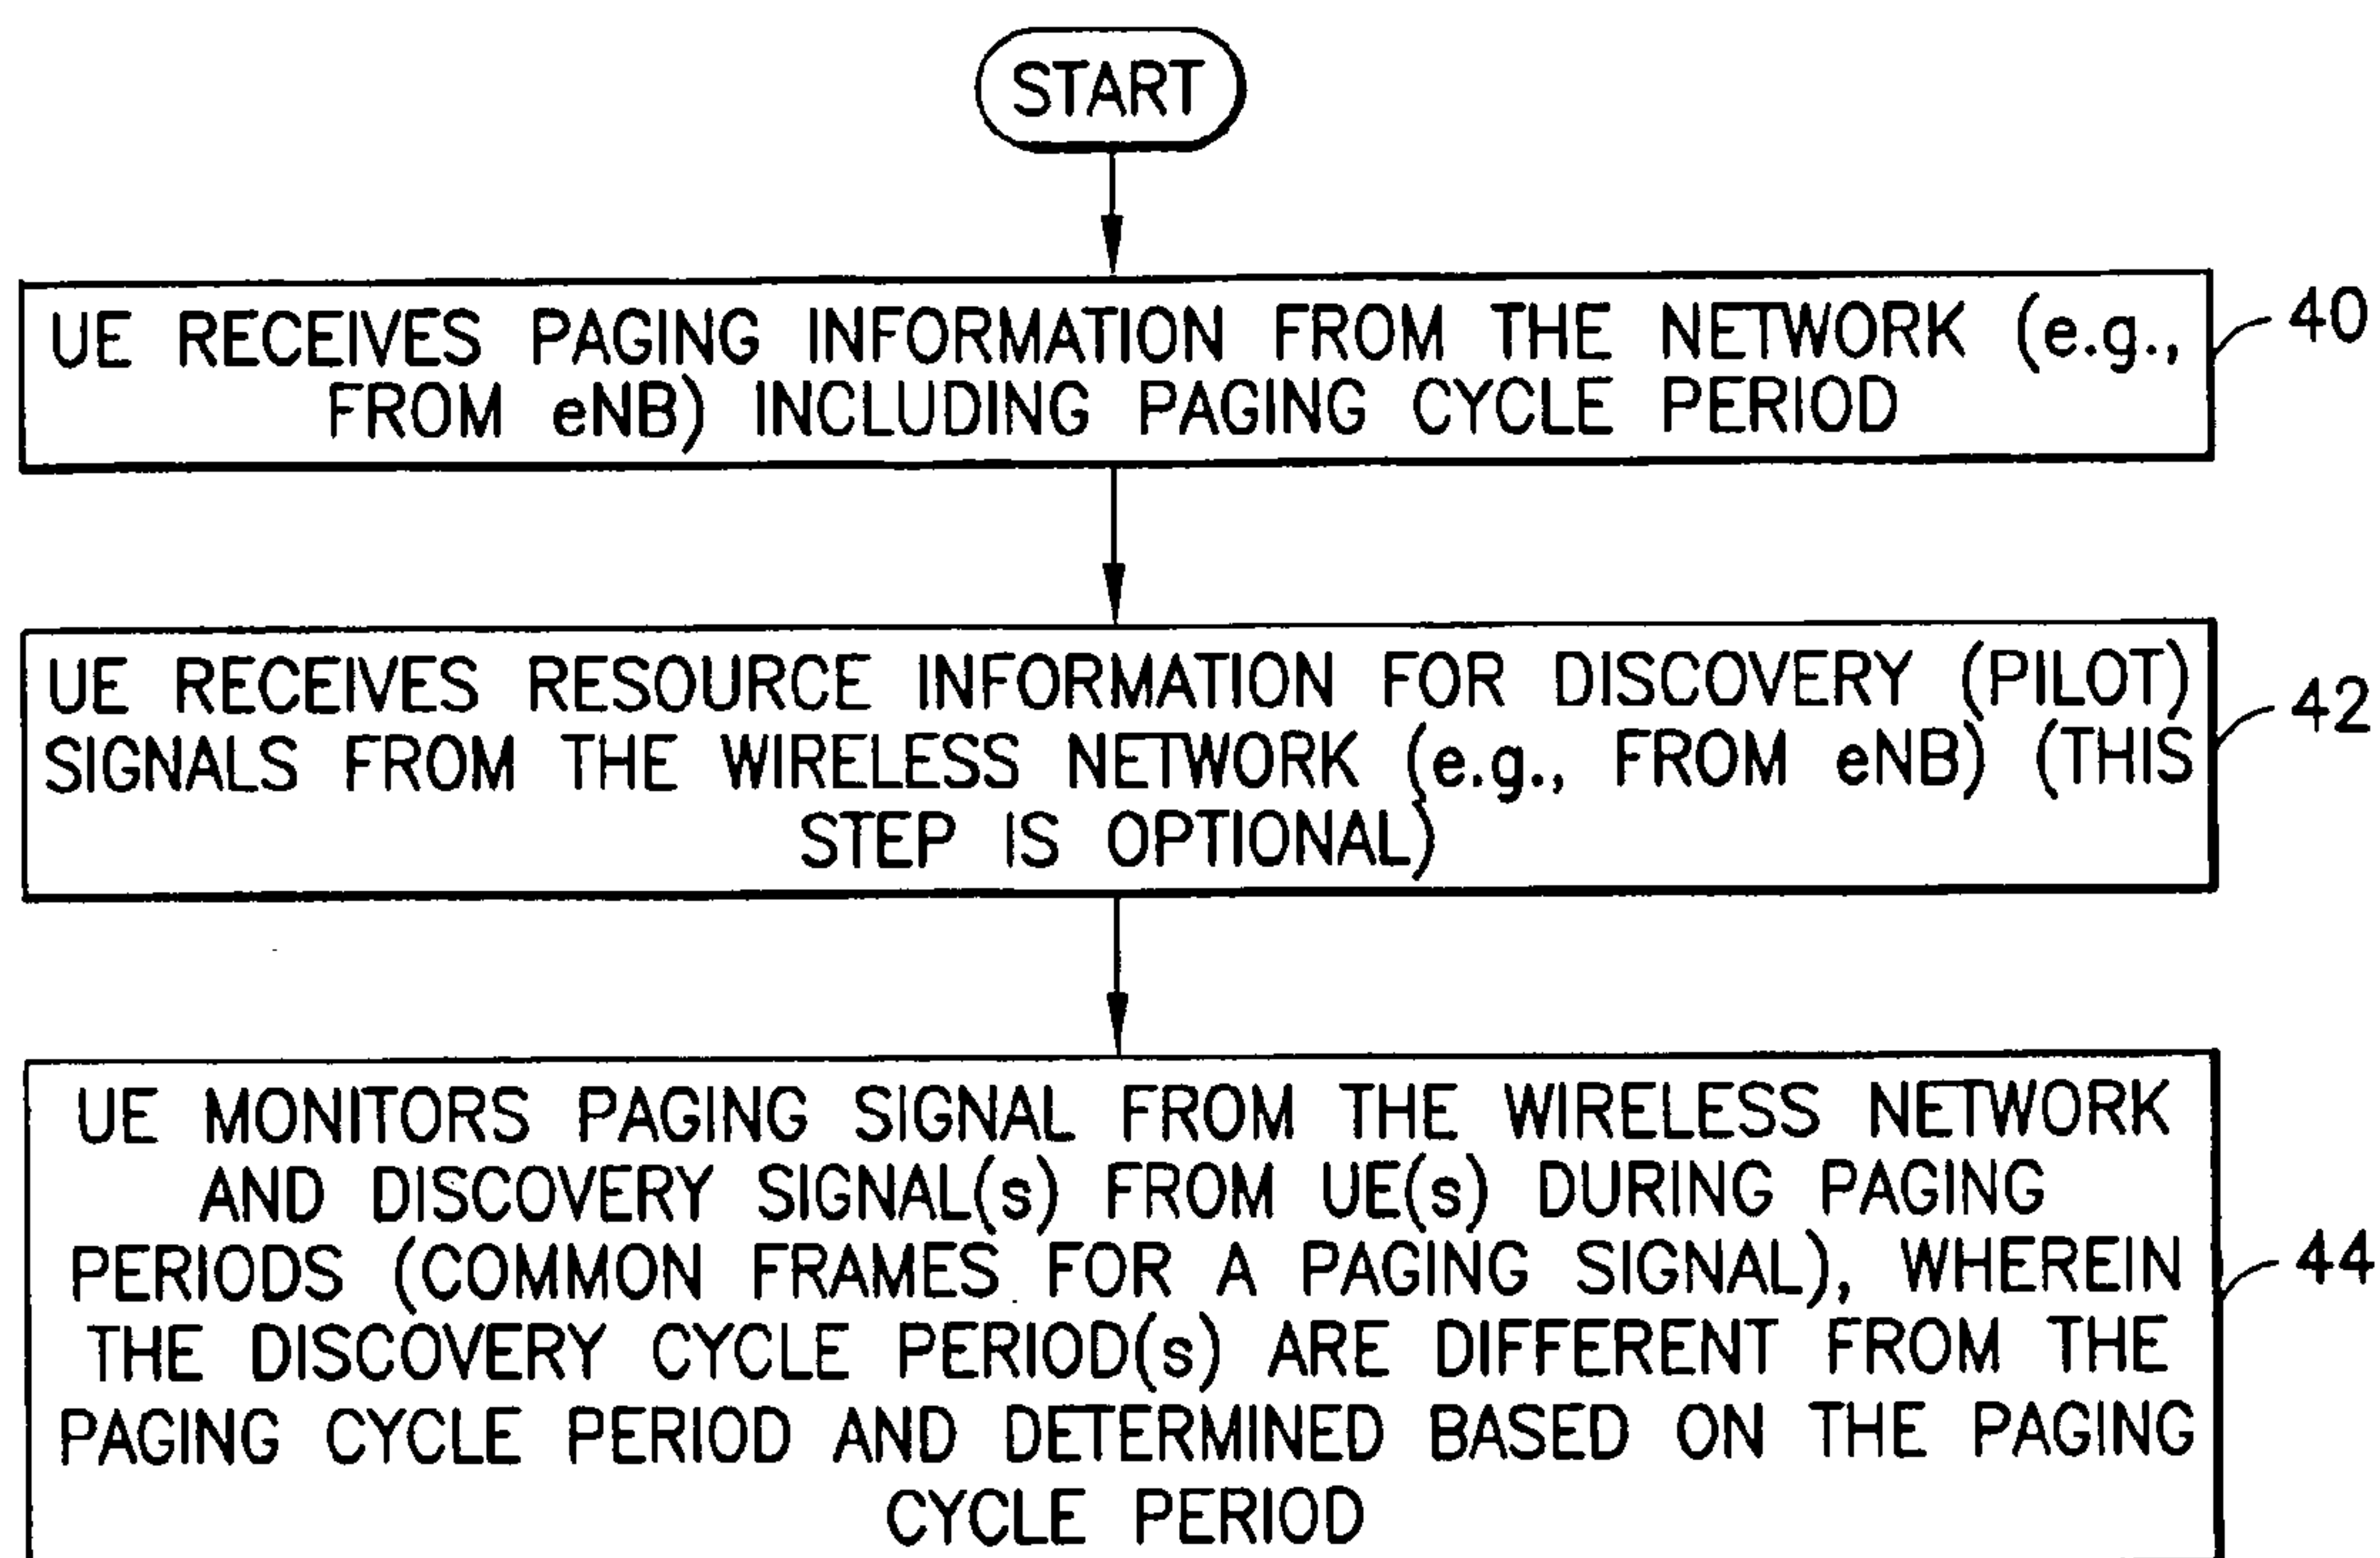 START
UE RECEIVES PAGING INFORMATION FROM THE NETWORK (e.g.,
FROM eNB) INCLUDING PAGING CYCLE PERIOD
40
UE RECEIVES RESOURCE INFORMATION FOR DISCOVERY (PILOT)
SIGNALS FROM THE WIRELESS NETWORK (e.g., FROM eNB) (THIS
STEP IS OPTIONAL)
42
UE MONITORS PAGING SIGNAL FROM THE WIRELESS NETWORK
AND DISCOVERY SIGNAL(s) FROM UE(s) DURING PAGING
PERIODS (COMMON FRAMES FOR A PAGING SIGNAL), WHEREIN
THE DISCOVERY CYCLE PERIOD(s) ARE DIFFERENT FROM THE
PAGING CYCLE PERIOD AND DETERMINED BASED ON THE PAGING
CYCLE PERIOD
44